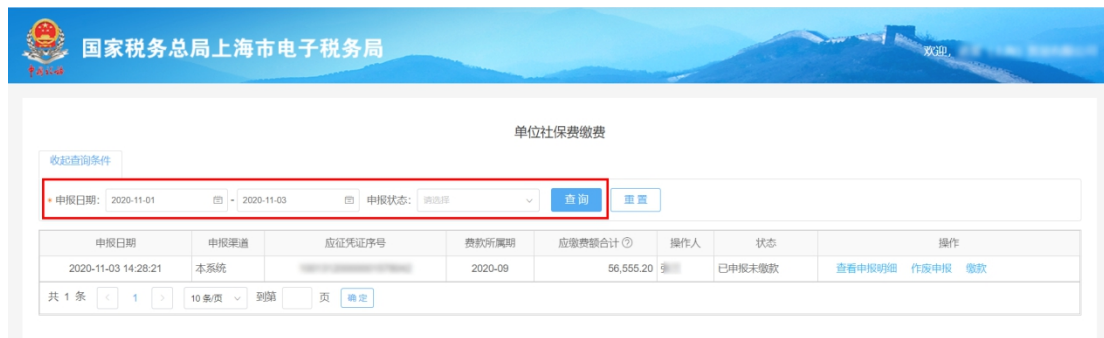 国家税务总局上海市电子税务局
欢迎,
单位社保费缴费
收起查询条件
* 申报日期: 2020-11-01 - 2020-11-03 申报状态: 请选择 查询 重置
申报日期 申报渠道 应征凭证序号 费款所属期 应缴费额合计 操作人 状态 操作
2020-11-03 14:28:21 本系统 2020-09 56,555.20 已申报未缴款 查看申报明细 作废申报 缴款
共 1 条 < 1 > 10 条/页 到第 页 确定